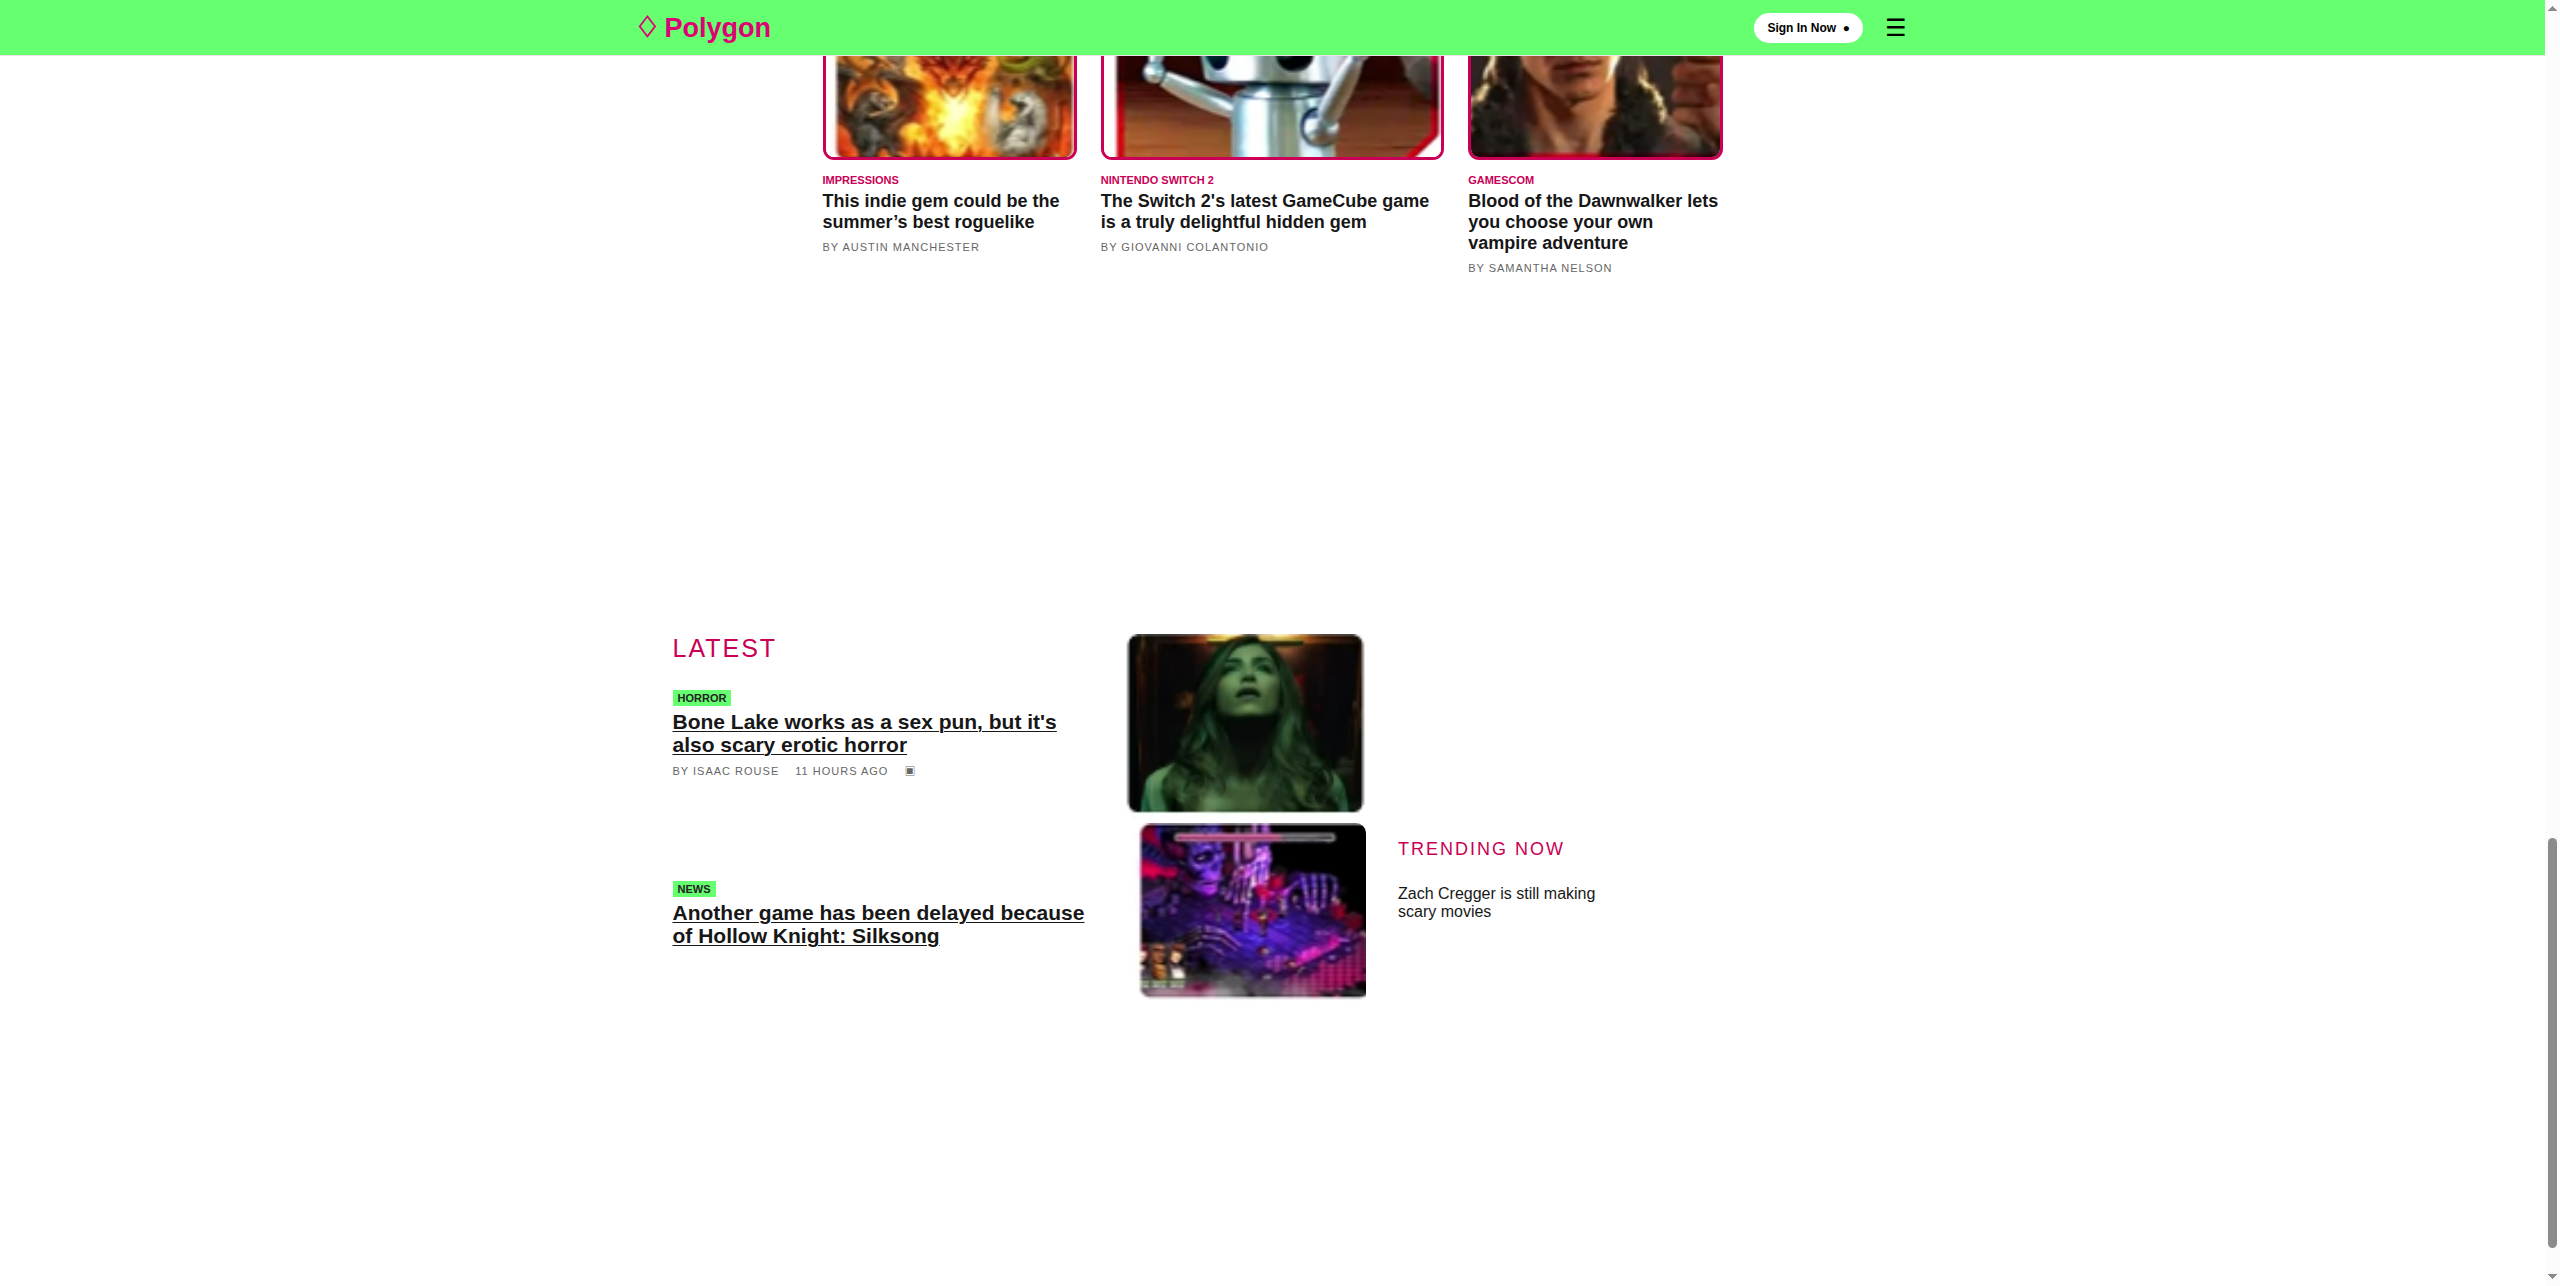 Polygon
Sign In Now
IMPRESSIONS
This indie gem could be the
summer’s best roguelike
BY AUSTIN MANCHESTER
NINTENDO SWITCH 2
The Switch 2's latest GameCube game
is a truly delightful hidden gem
BY GIOVANNI COLANTONIO
GAMESCOM
Blood of the Dawnwalker lets
you choose your own
vampire adventure
BY SAMANTHA NELSON
LATEST
HORROR
Bone Lake works as a sex pun, but it's
also scary erotic horror
BY ISAAC ROUSE 11 HOURS AGO
NEWS
Another game has been delayed because
of Hollow Knight: Silksong
TRENDING NOW
Zach Cregger is still making
scary movies